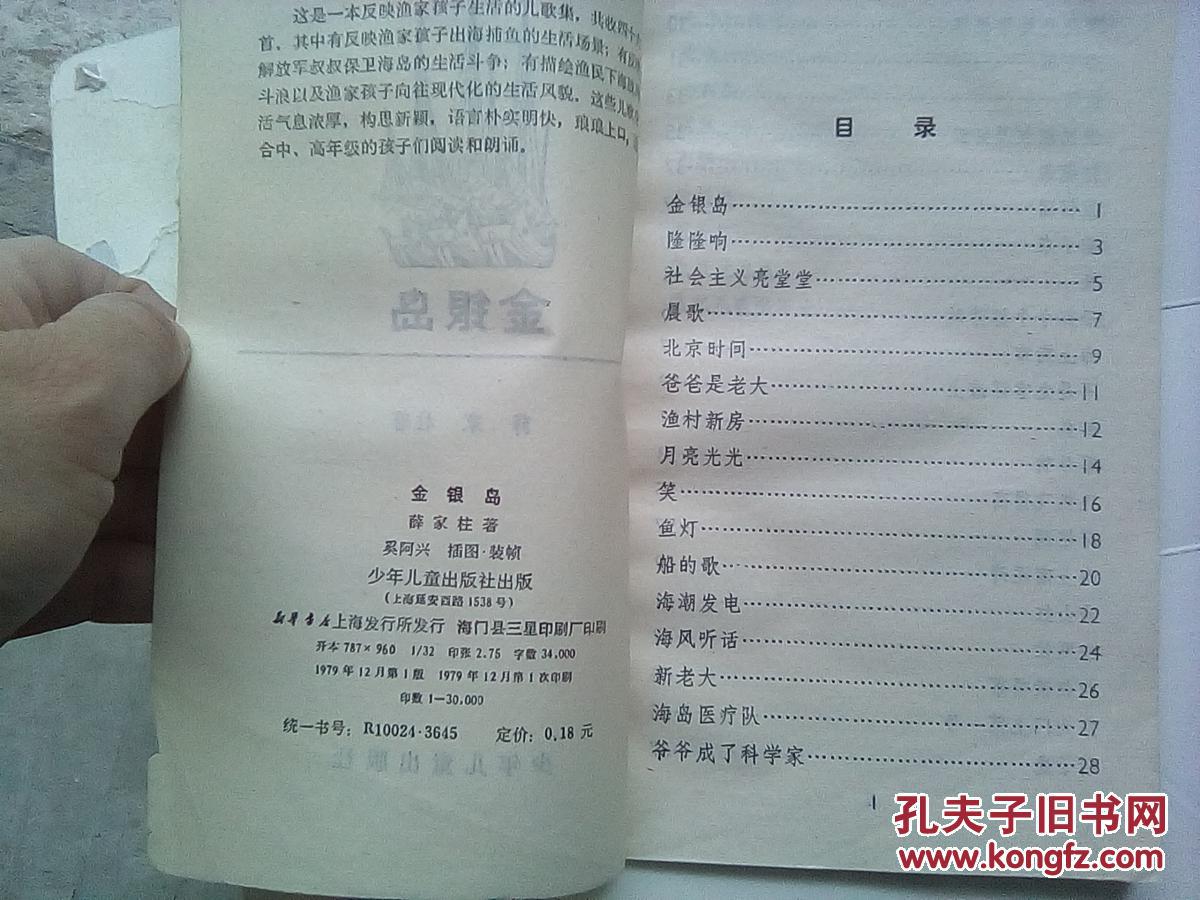 这是一本反映渔家孩子生活的儿歌集,共收四十
首,其中有反映渔家孩子出海捕鱼的生活场景;有
解放军叔叔保卫海岛的生活斗争;有描绘渔民下海
斗浪以及渔家孩子向往现代化的生活风貌。这些儿歌
活气息浓厚,构思新颖,语言朴实明快,琅琅上口,
合中、高年级的孩子们阅读和朗诵。
金银岛
金银岛
薛家柱著
奚阿兴 插图·装帧
少年儿童出版社出版
(上海延安西路1538号)
新华书店上海发行所发行 海门县三星印刷厂印刷
开本 787×960 1/32 印张 2.75 字数 34,000
1979年12月第1版 1979年12月第1次印刷
印数 1—30,000
统一书号:R10024·3645 定价:0.18元
少年儿童出版社
目 录
金银岛……1
隆隆响……3
社会主义亮堂堂……5
晨歌……7
北京时间……9
爸爸是老大……11
渔村新房……12
月亮光光……14
笑……16
鱼灯……18
船的歌……20
海潮发电……22
海风听话……24
新老大……26
海岛医疗队……27
爷爷成了科学家……28
1
孔夫子旧书网
www.kongfz.com